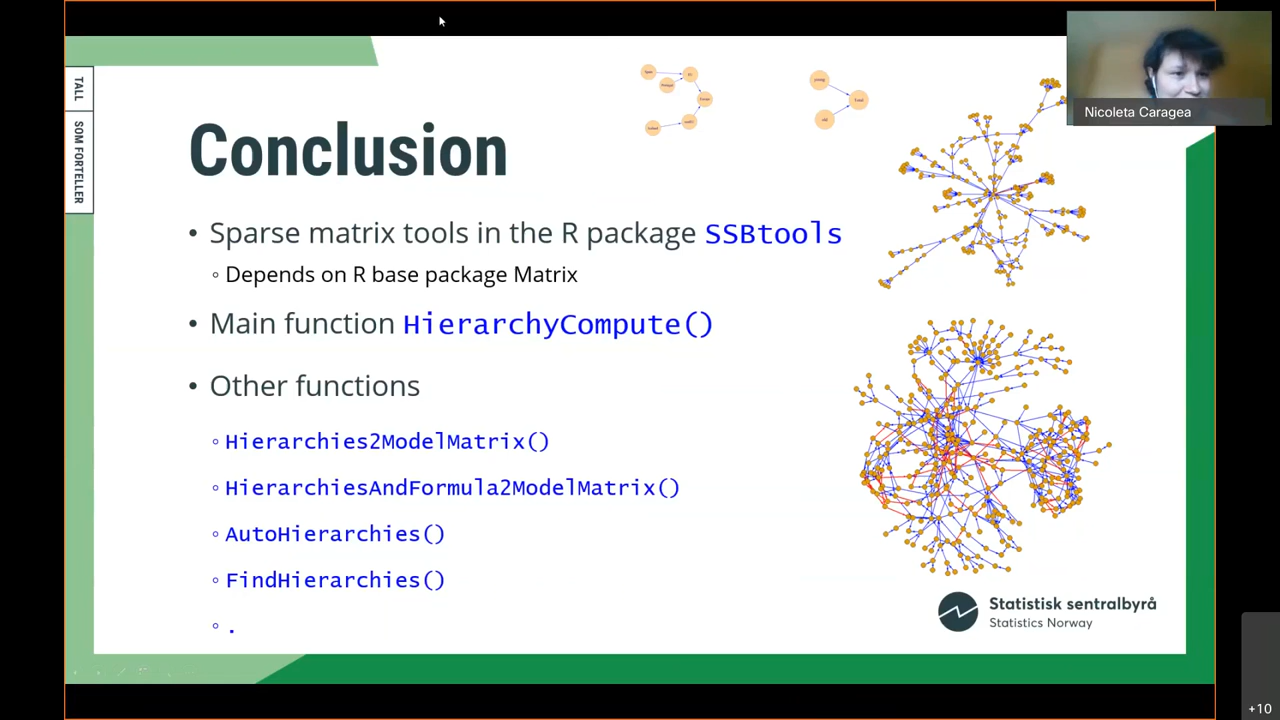 TALL
SOM FORTELLER
Nicoleta Caragea
Conclusion
• Sparse matrix tools in the R package SSBtools
◦ Depends on R base package Matrix
• Main function HierarchyCompute()
• Other functions
◦ Hierarchies2ModelMatrix()
◦ HierarchiesAndFormula2ModelMatrix()
◦ AutoHierarchies()
◦ FindHierarchies()
◦ .
Statistisk sentralbyrå
Statistics Norway
+10